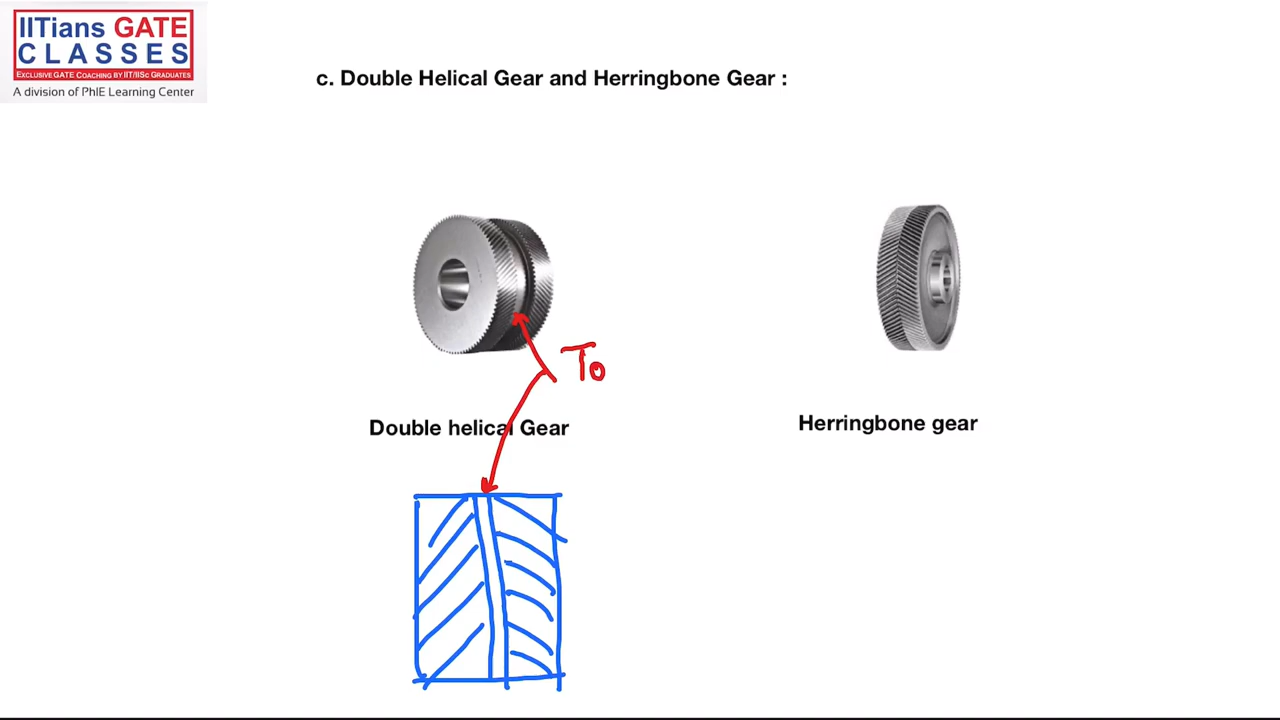 IITians GATE
CLASSES
EXCLUSIVE GATE COACHING BY IIT/IISc GRADUATES
A division of PhIE Learning Center
c. Double Helical Gear and Herringbone Gear :
To
Double helical Gear
Herringbone gear